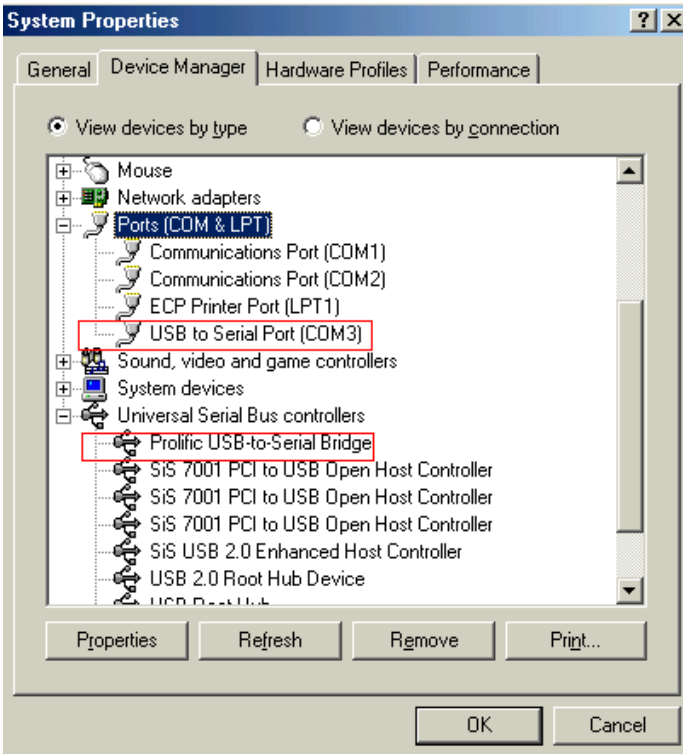 System Properties
General Device Manager Hardware Profiles Performance
View devices by type View devices by connection
Mouse
Network adapters
Ports (COM & LPT)
Communications Port (COM1)
Communications Port (COM2)
ECP Printer Port (LPT1)
USB to Serial Port (COM3)
Sound, video and game controllers
System devices
Universal Serial Bus controllers
Prolific USB-to-Serial Bridge
SiS 7001 PCI to USB Open Host Controller
SiS 7001 PCI to USB Open Host Controller
SiS 7001 PCI to USB Open Host Controller
SiS USB 2.0 Enhanced Host Controller
USB 2.0 Root Hub Device
USB Root Hub
Properties Refresh Remove Print...
OK Cancel